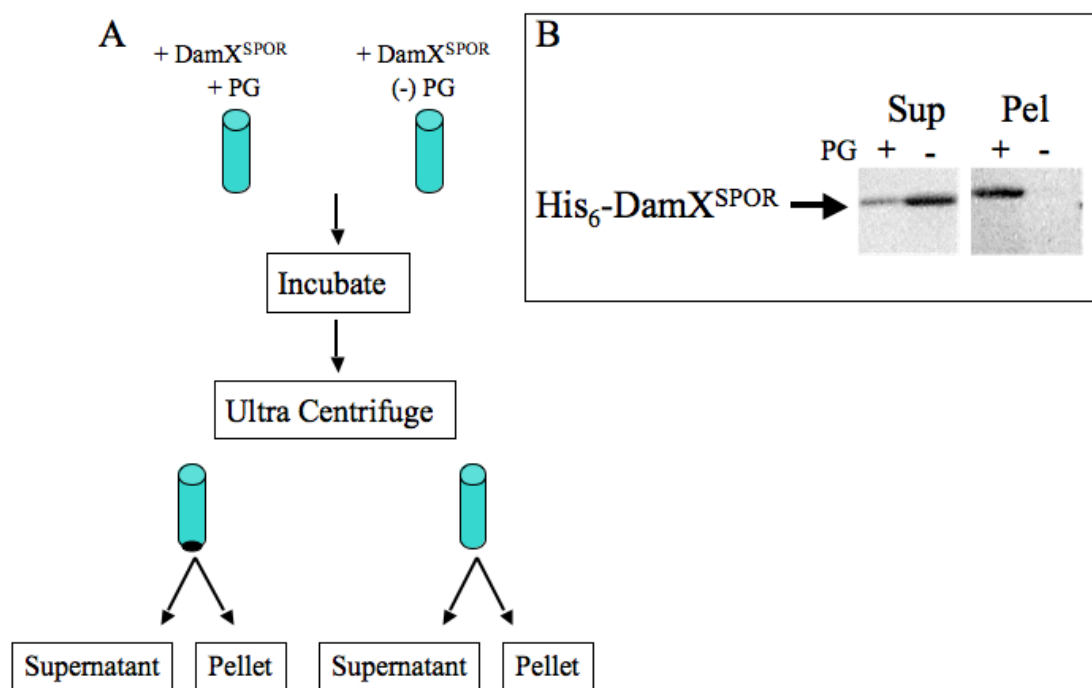 A
+ DamX^SPOR
+ PG
+ DamX^SPOR
(-) PG
Incubate
Ultra Centrifuge
Supernatant
Pellet
Supernatant
Pellet
B
Sup Pel
PG + - + -
His₆-DamX^SPOR